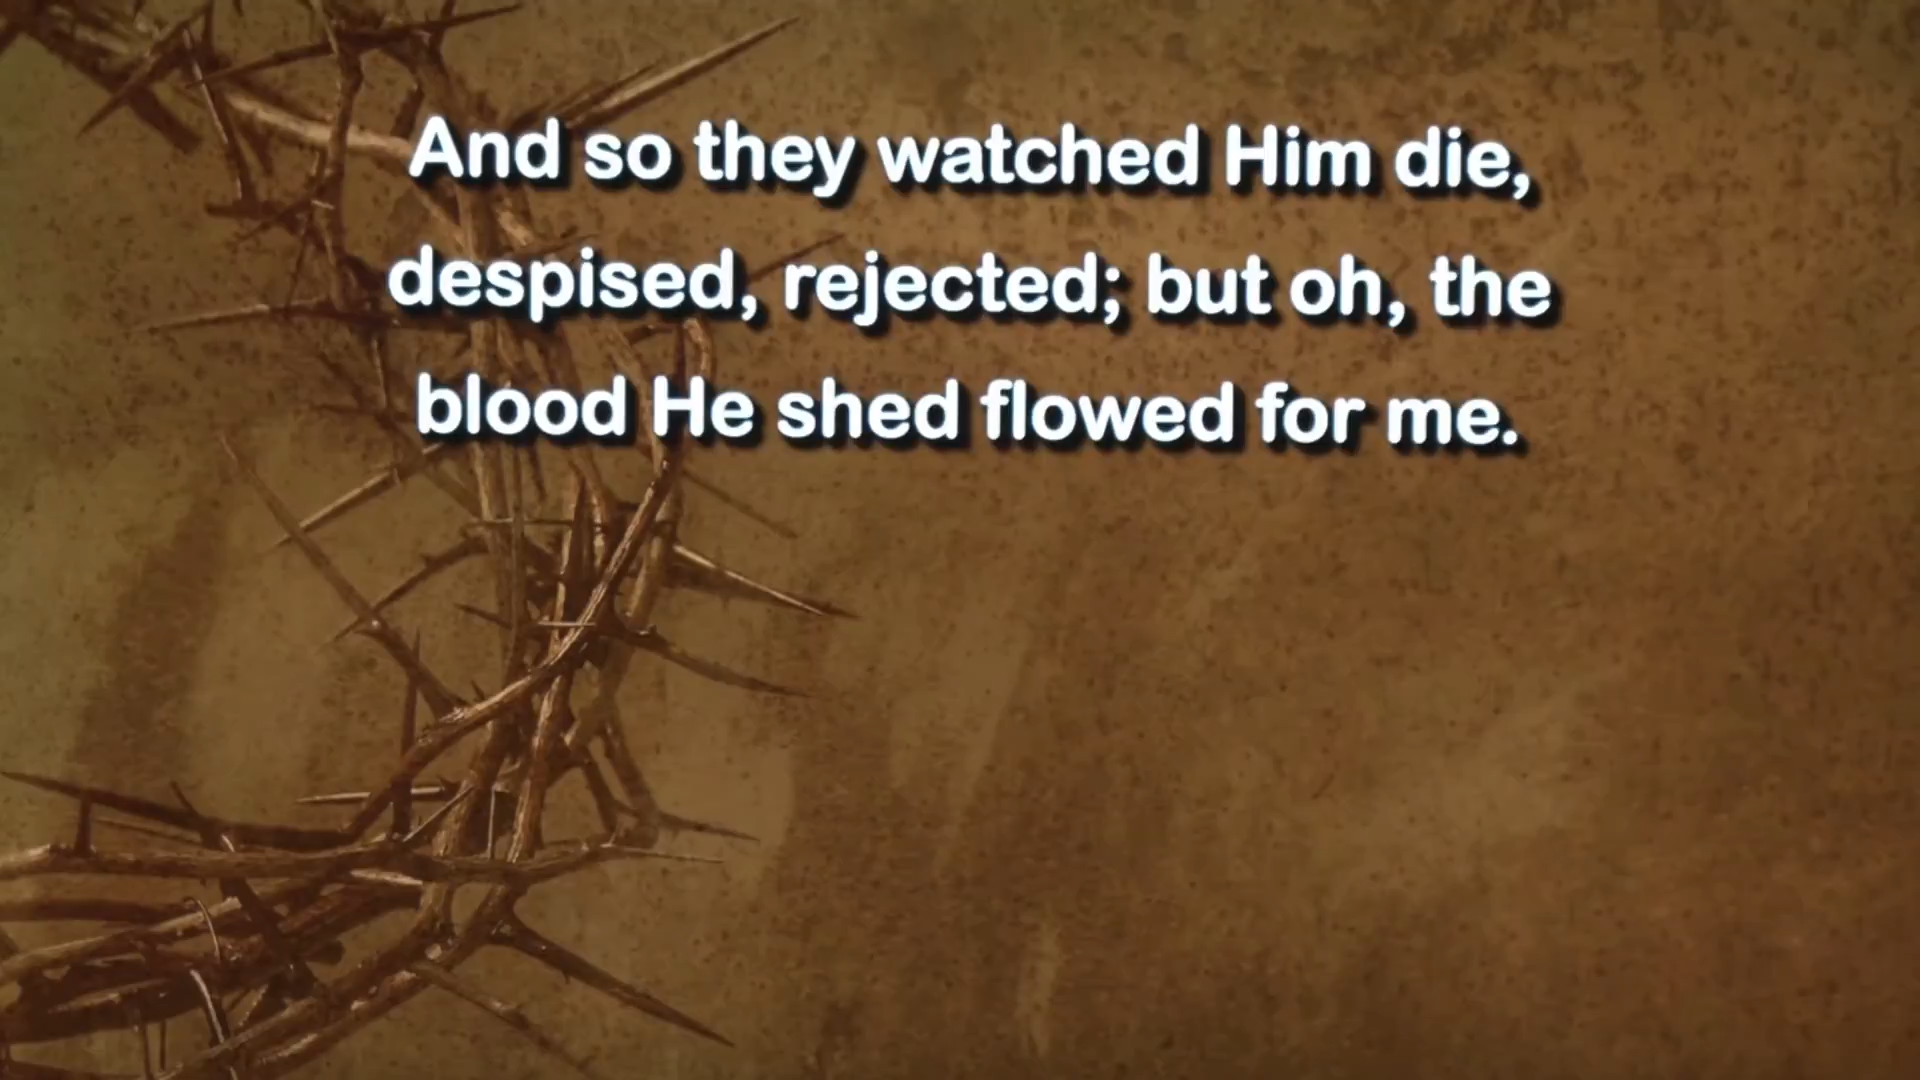 And so they watched Him die,
despised, rejected; but oh, the
blood He shed flowed for me.